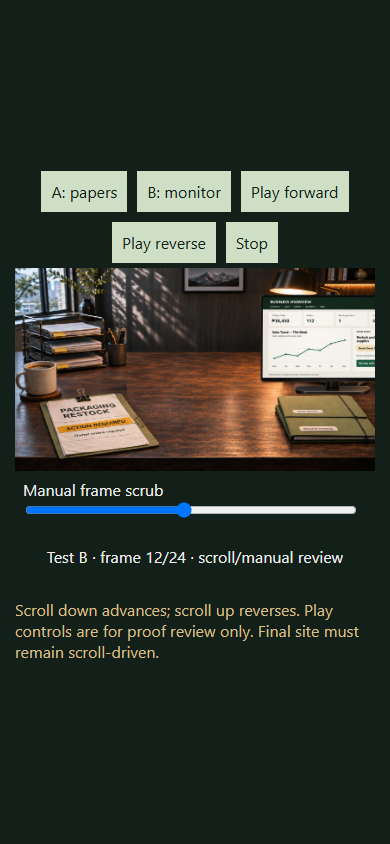 A: papers
B: monitor
Play forward
Play reverse
Stop
BUSINESS OVERVIEW
₱38,450
112
Sales Trend - This Week
PACKAGING
RESTOCK
ACTION REQUIRED
Manual frame scrub
Test B · frame 12/24 · scroll/manual review
Scroll down advances; scroll up reverses. Play
controls are for proof review only. Final site must
remain scroll-driven.